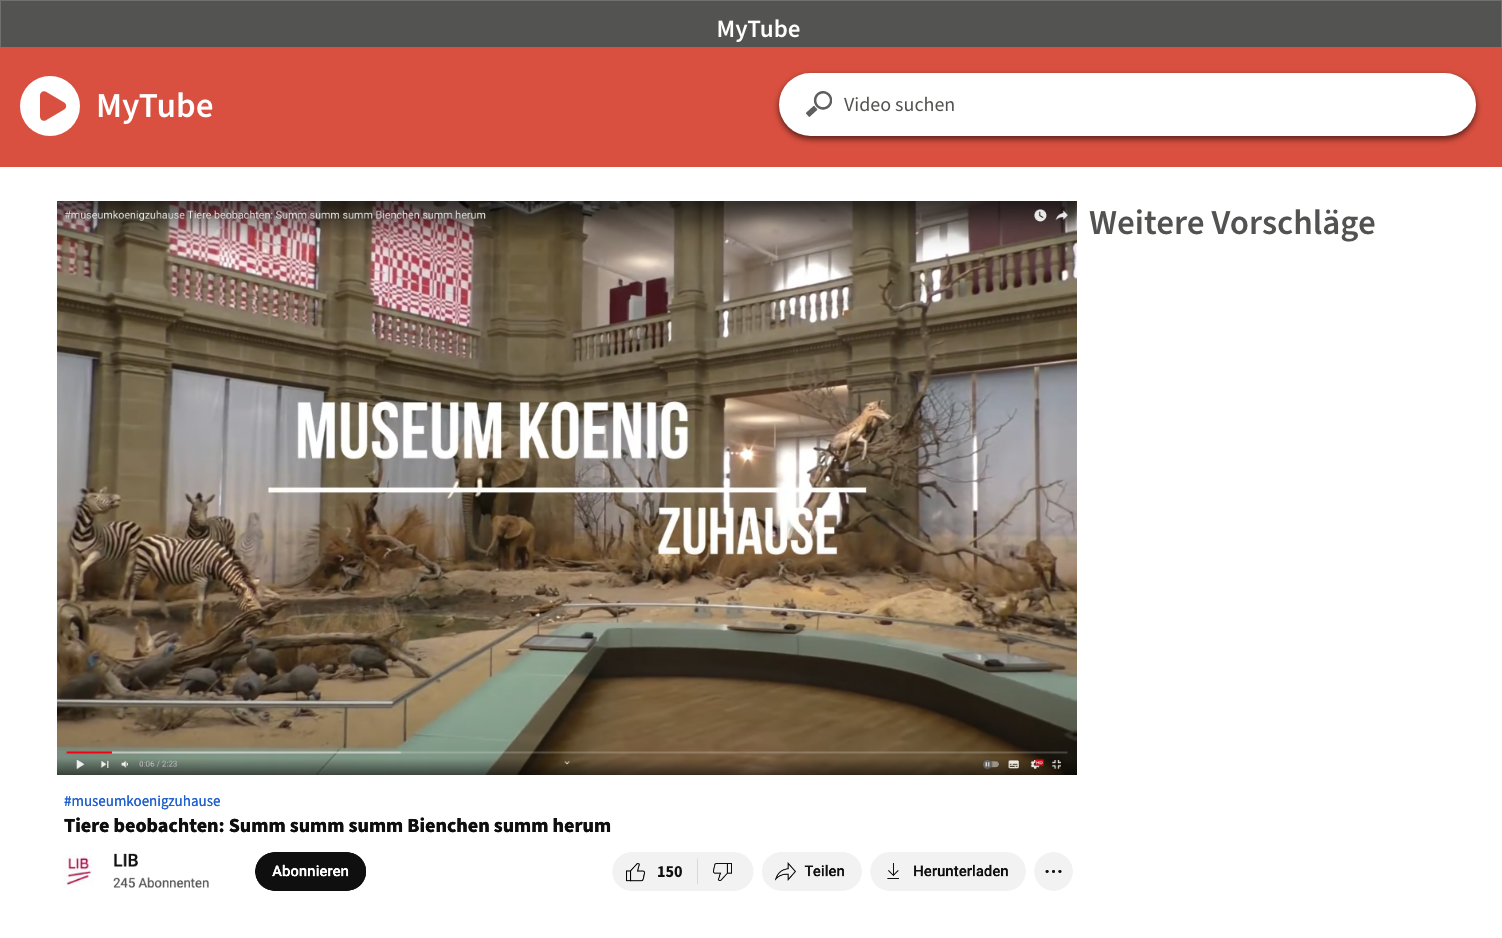 MyTube
MyTube
Video suchen
#museumkoenigzuhause Tiere beobachten: Summ summ summ Bienchen summ herum
Weitere Vorschläge
MUSEUM KOENIG
ZUHAUSE
0:06 / 2:23
#museumkoenigzuhause
Tiere beobachten: Summ summ summ Bienchen summ herum
LIB
LIB
245 Abonnenten
Abonnieren
150
Teilen
Herunterladen